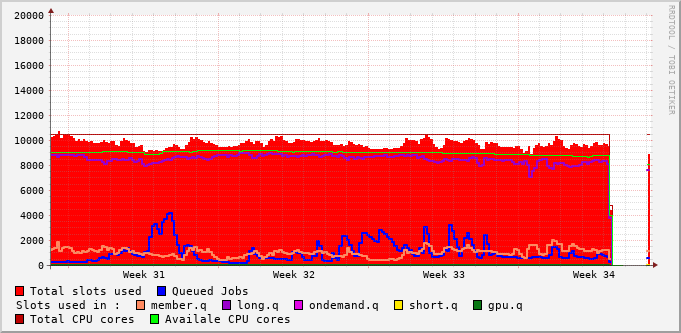 20000
18000
16000
14000
12000
10000
8000
6000
4000
2000
0
Week 31 Week 32 Week 33 Week 34
RRDTOOL / TOBI OETIKER
Total slots used Queued Jobs
Slots used in : member.q long.q ondemand.q short.q gpu.q
Total CPU cores Availale CPU cores